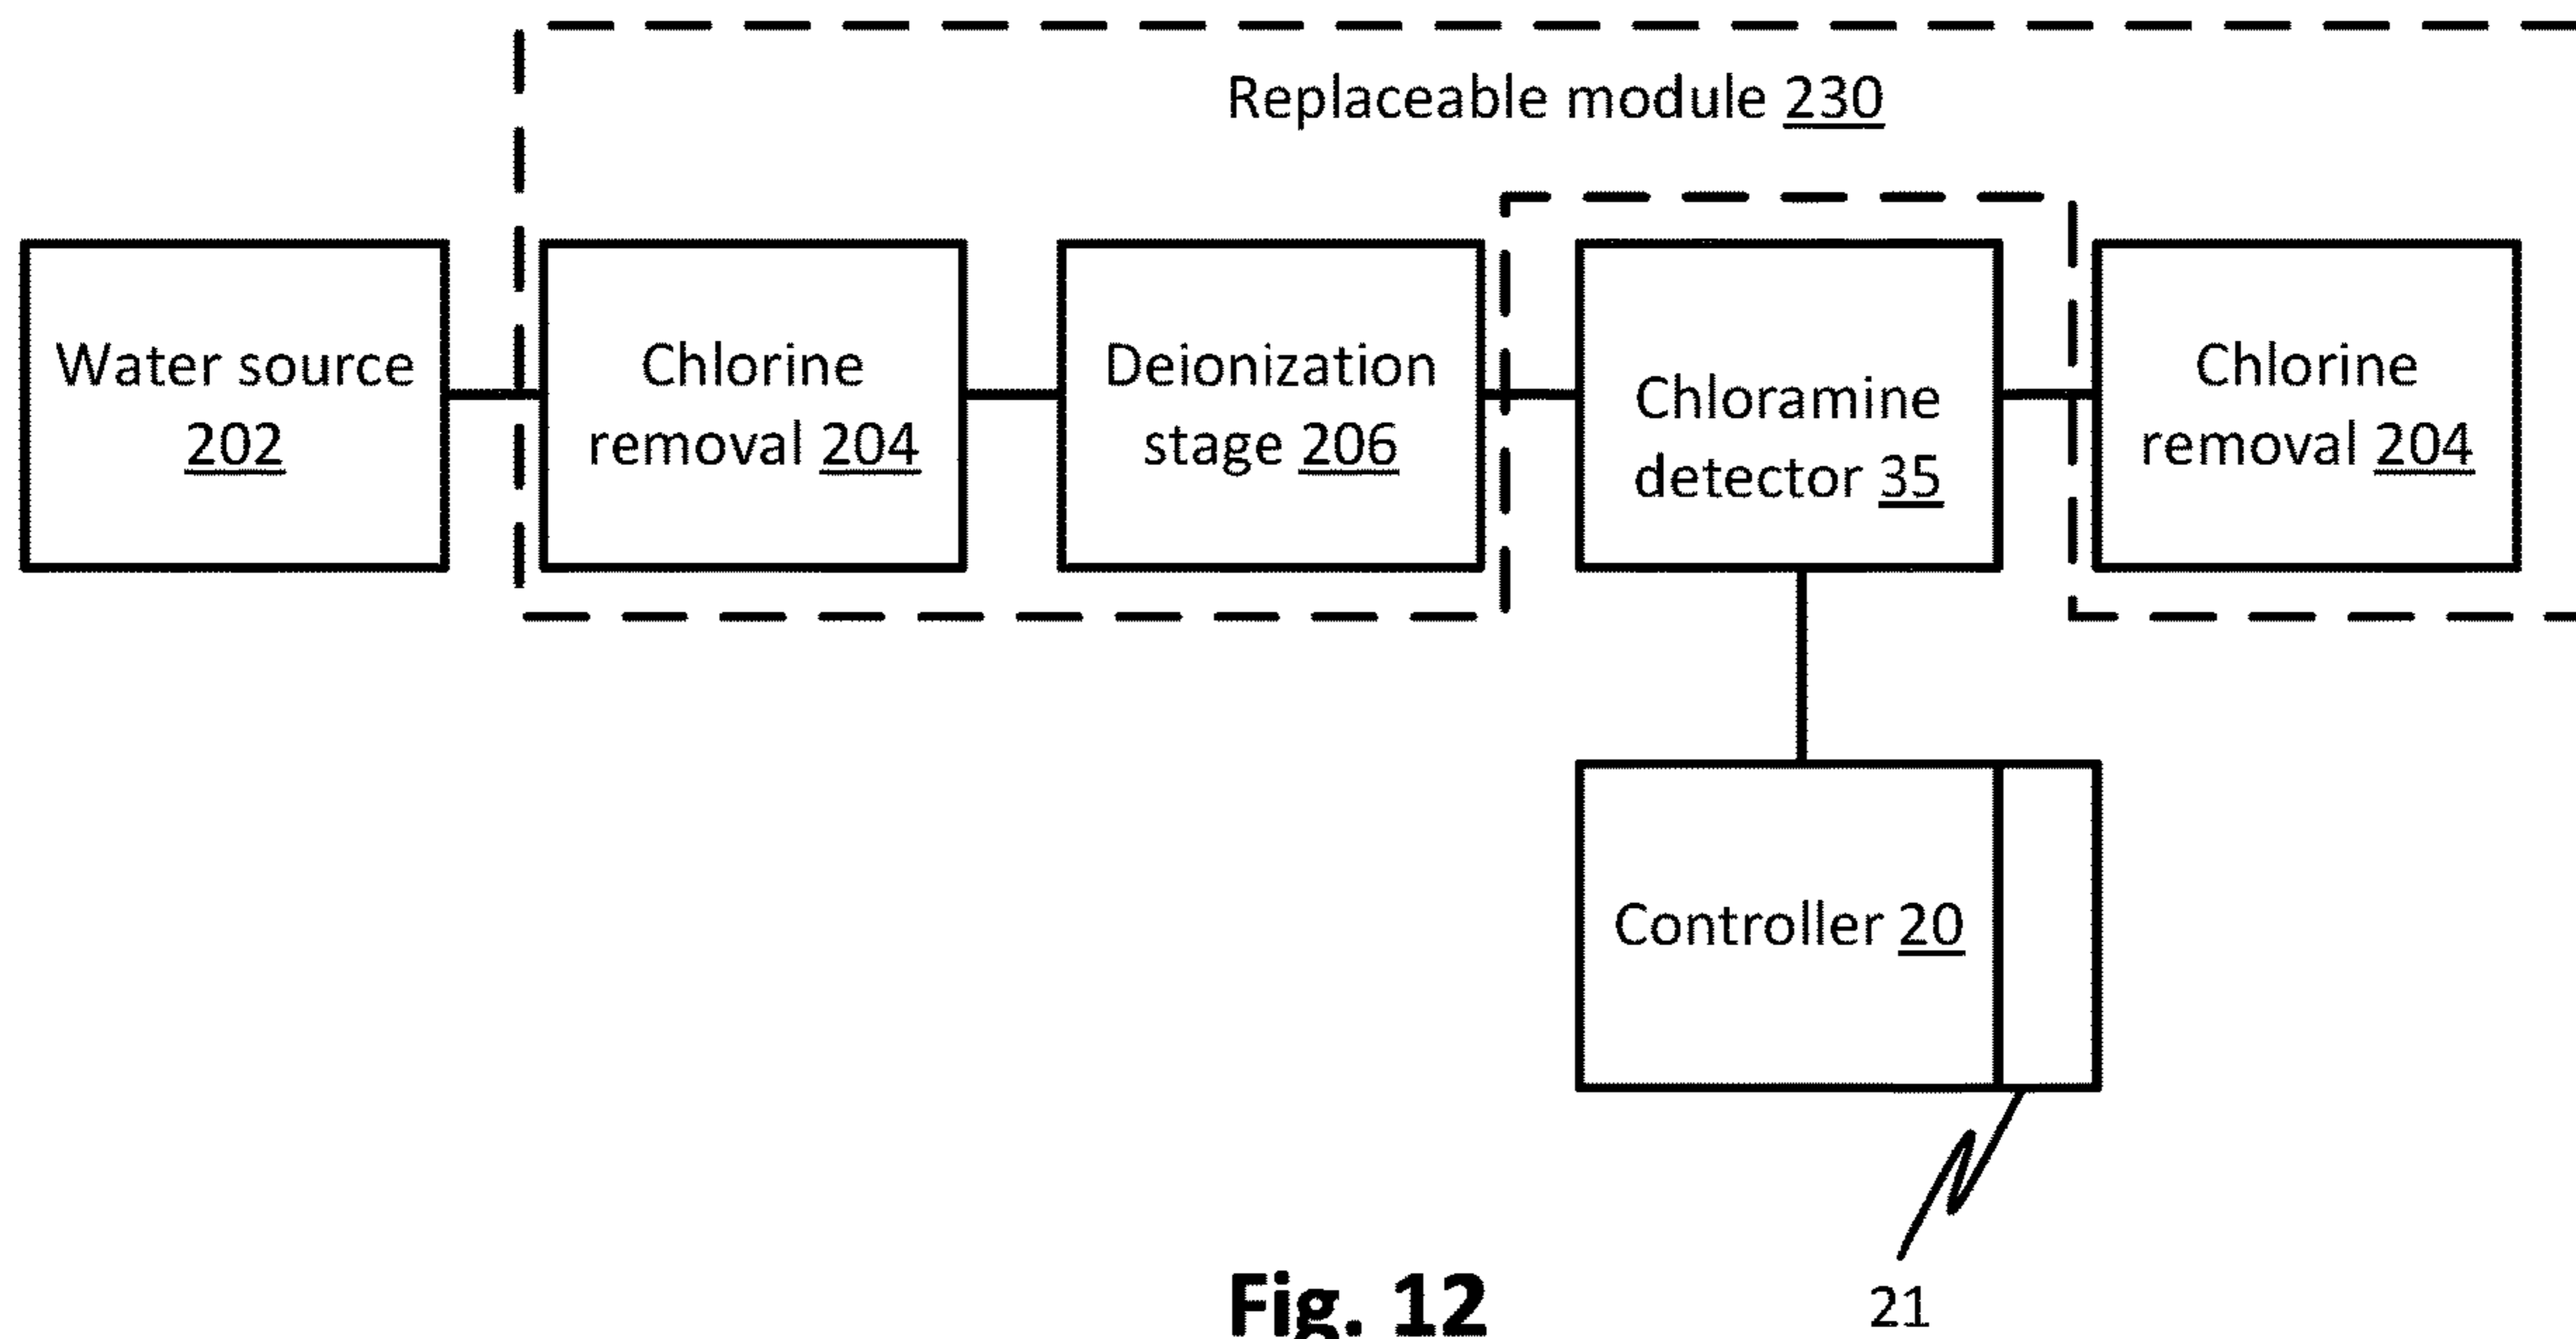 Replaceable module 230
Water source
202
Chlorine
removal 204
Deionization
stage 206
Chloramine
detector 35
Chlorine
removal 204
Controller 20
21
Fig. 12